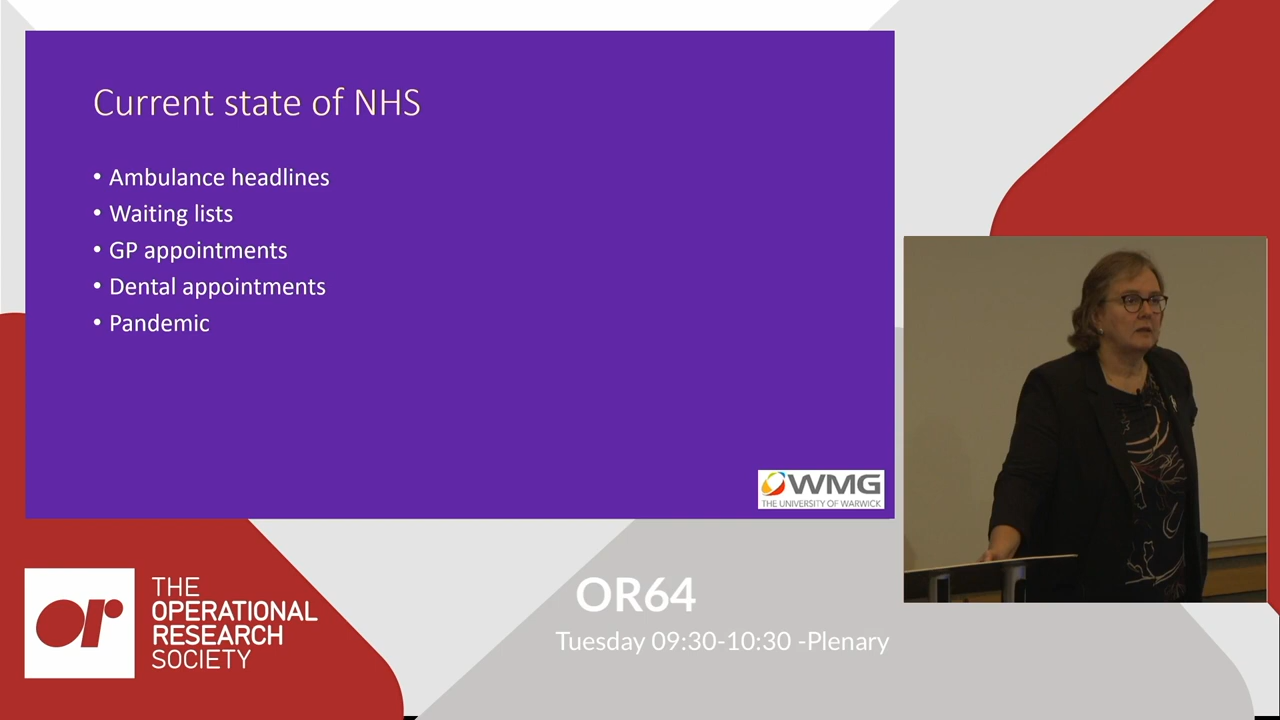 Current state of NHS
• Ambulance headlines
• Waiting lists
• GP appointments
• Dental appointments
• Pandemic
WMG
THE UNIVERSITY OF WARWICK
or
THE
OPERATIONAL
RESEARCH
SOCIETY
OR64
Tuesday 09:30-10:30 -Plenary